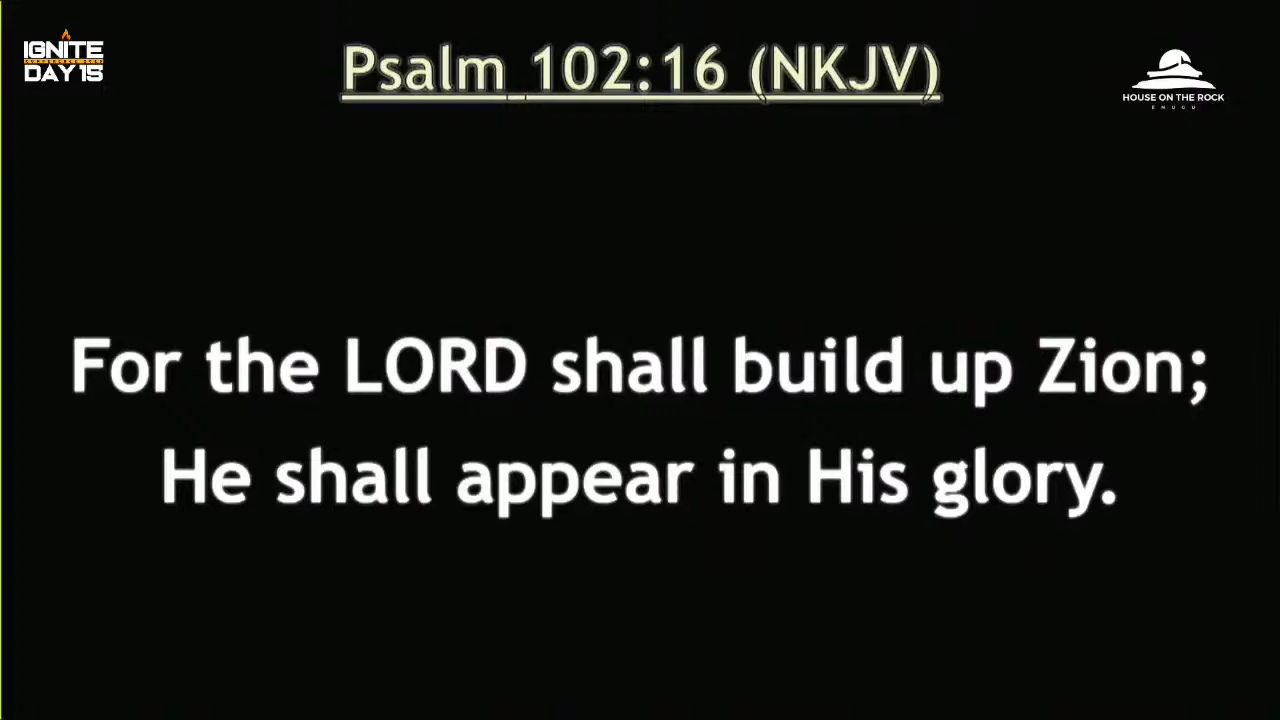 IGNITE
DAY 15
Psalm 102:16 (NKJV)
HOUSE ON THE ROCK
ENUGU
For the LORD shall build up Zion;
He shall appear in His glory.